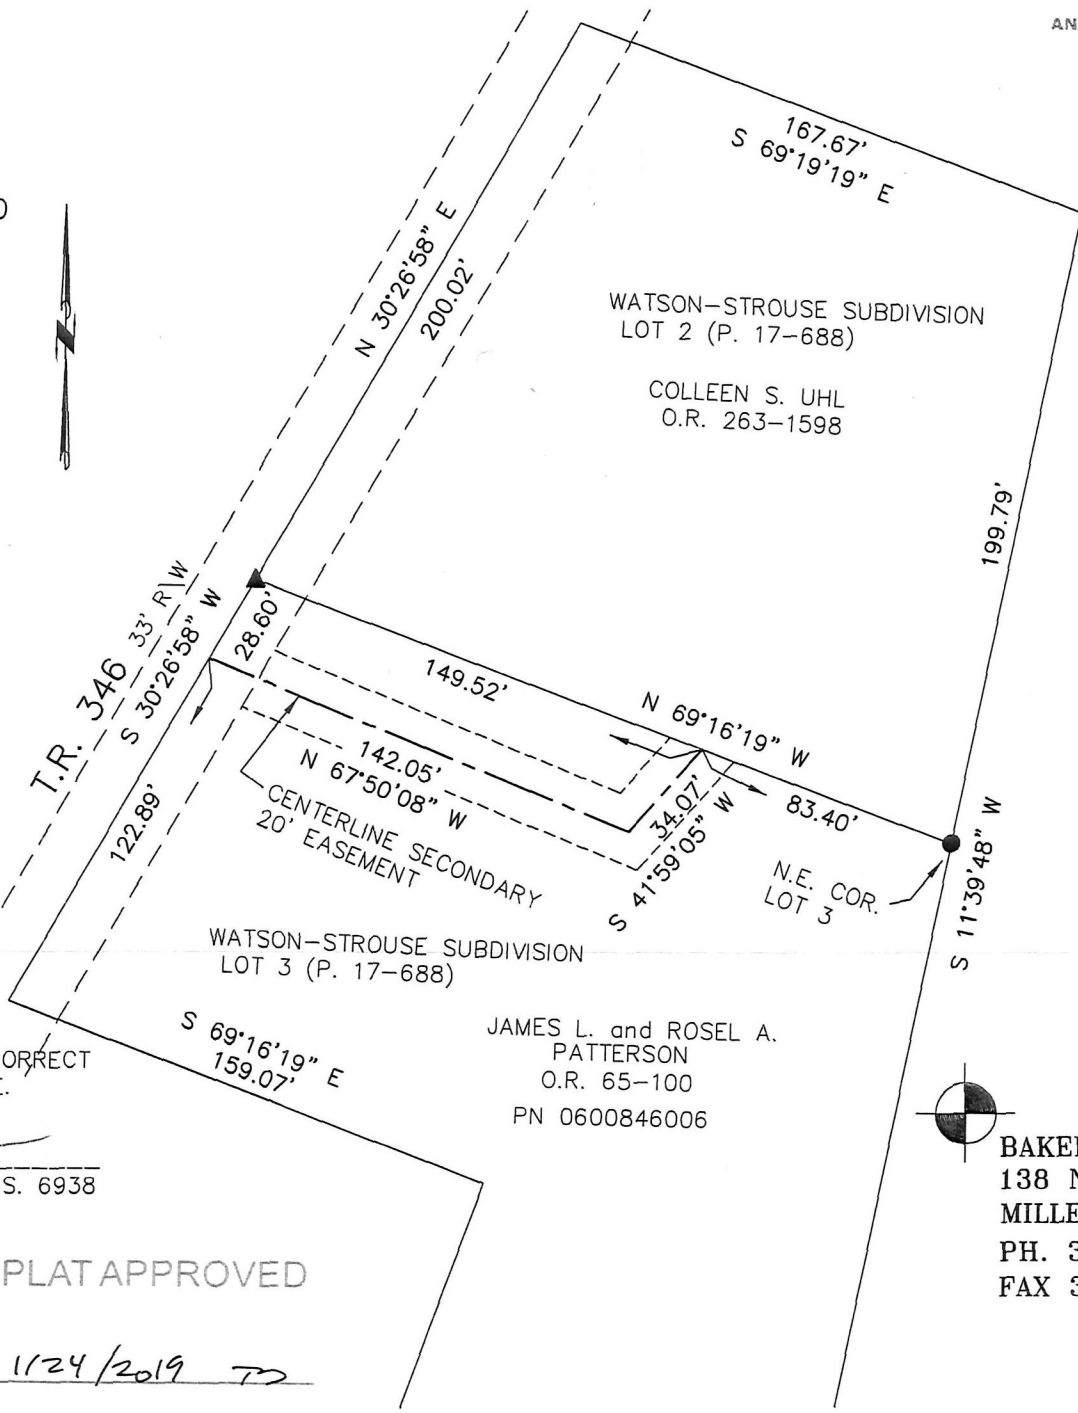 AN
167.67'
S 69°19'19" E
N 30°26'58" E
200.02'
WATSON-STROUSE SUBDIVISION
LOT 2 (P. 17-688)
COLLEEN S. UHL
O.R. 263-1598
199.79'
T.R. 346 33' R\W
S 30°26'58" W
28.60'
149.52'
N 69°16'19" W
83.40'
142.05'
N 67°50'08" W
34.07'
S 41°59'05" W
CENTERLINE SECONDARY
20' EASEMENT
122.89'
N.E. COR.
LOT 3
S 11°39'48" W
WATSON-STROUSE SUBDIVISION
LOT 3 (P. 17-688)
S 69°16'19" E
159.07'
JAMES L. and ROSEL A.
PATTERSON
O.R. 65-100
PN 0600846006
ORRECT
S. 6938
PLAT APPROVED
1/24/2019
BAKE
138 N
MILLE
PH. 3
FAX 3